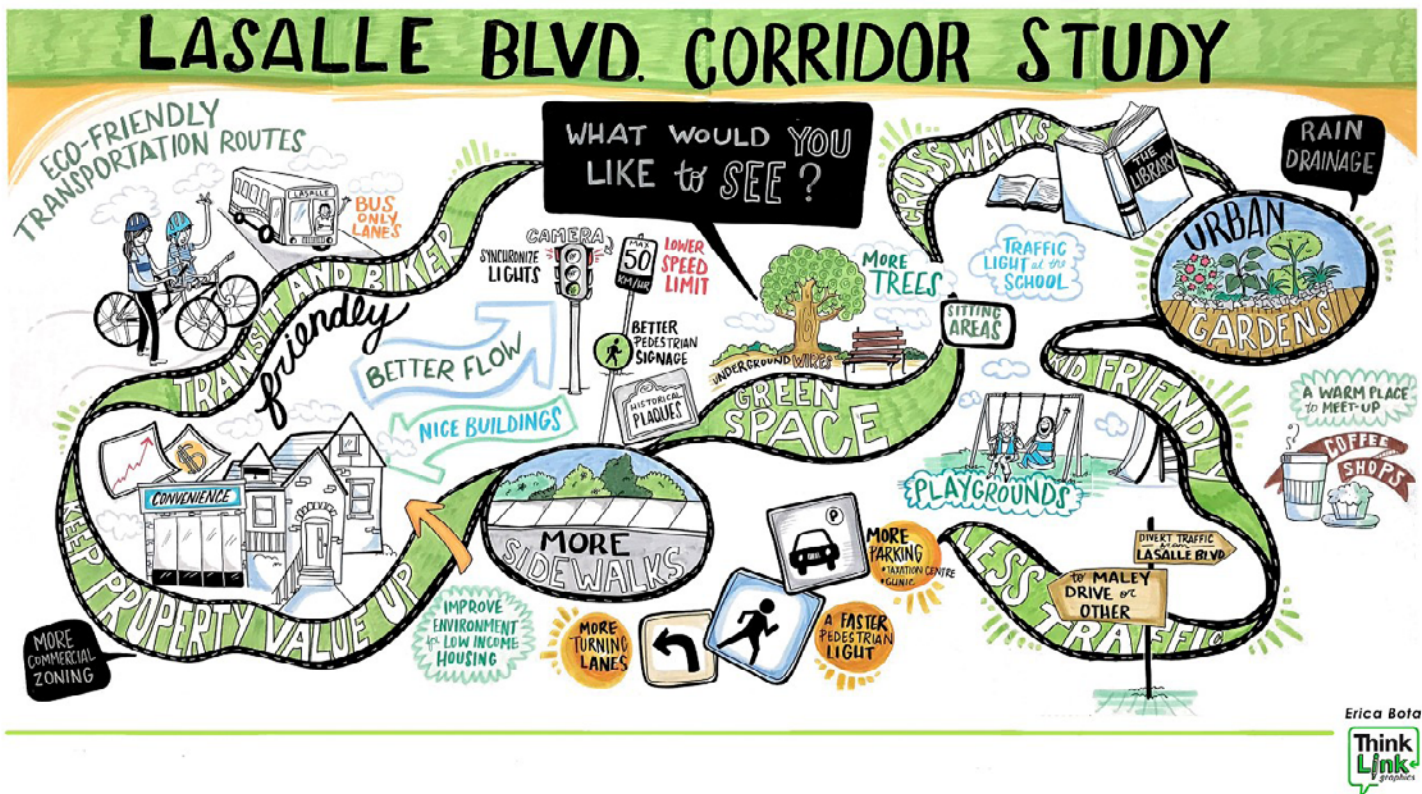 LASALLE BLVD. CORRIDOR STUDY
ECO-FRIENDLY
TRANSPORTATION ROUTES
LASALLE
BUS
ONLY
LANES
TRANSIT AND BIKER
friendly
WHAT WOULD YOU
LIKE to SEE?
CAMERA
SYNCHRONIZE
LIGHTS
MAX
50
KM/HR
LOWER
SPEED
LIMIT
BETTER
PEDESTRIAN
SIGNAGE
HISTORICAL
PLAQUES
BETTER FLOW
NICE BUILDINGS
MORE
TREES
UNDERGROUND WIRES
GREEN
SPACE
SITTING
AREAS
CROSSWALKS
THE
LIBRARY
TRAFFIC
LIGHT at the
SCHOOL
RAIN
DRAINAGE
URBAN
GARDENS
KID FRIENDLY
PLAYGROUNDS
A WARM PLACE
to MEET-UP
COFFEE
SHOPS
$
CONVENIENCE
KEEP PROPERTY VALUE UP
MORE
COMMERCIAL
ZONING
MORE
SIDEWALKS
IMPROVE
ENVIRONMENT
for LOW INCOME
HOUSING
MORE
TURNING
LANES
A FASTER
PEDESTRIAN
LIGHT
P
MORE
PARKING
• TAXATION CENTRE
• CLINIC
LESS TRAFFIC
DIVERT TRAFFIC
from
LASALLE BLVD.
to MALEY
DRIVE or
OTHER
Erica Bota
Think
Link
graphics